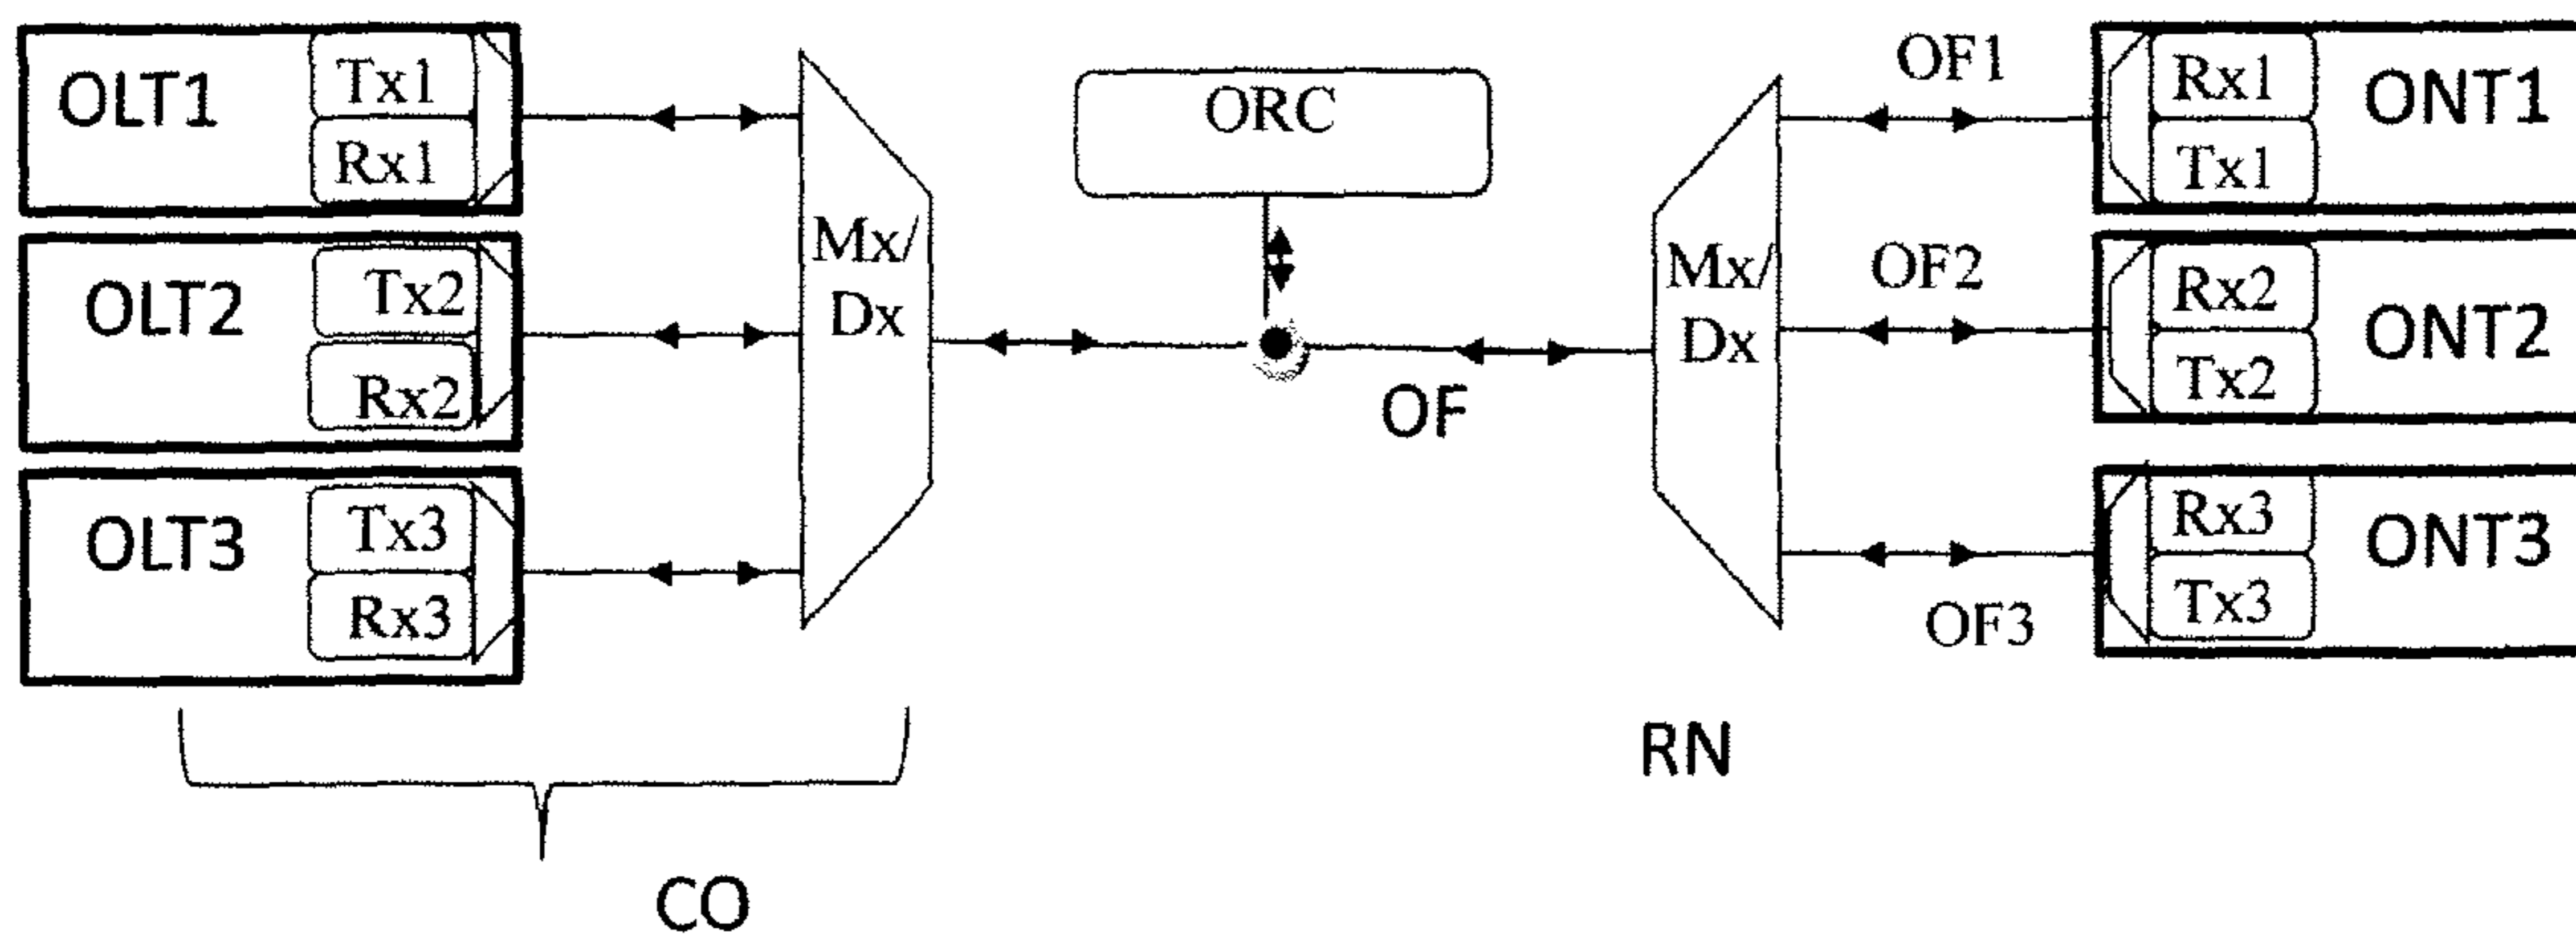 OLT1
Tx1
Rx1
OLT2
Tx2
Rx2
OLT3
Tx3
Rx3
Mx/
Dx
ORC
OF
Mx/
Dx
OF1
OF2
OF3
Rx1
Tx1
ONT1
Rx2
Tx2
ONT2
Rx3
Tx3
ONT3
RN
CO